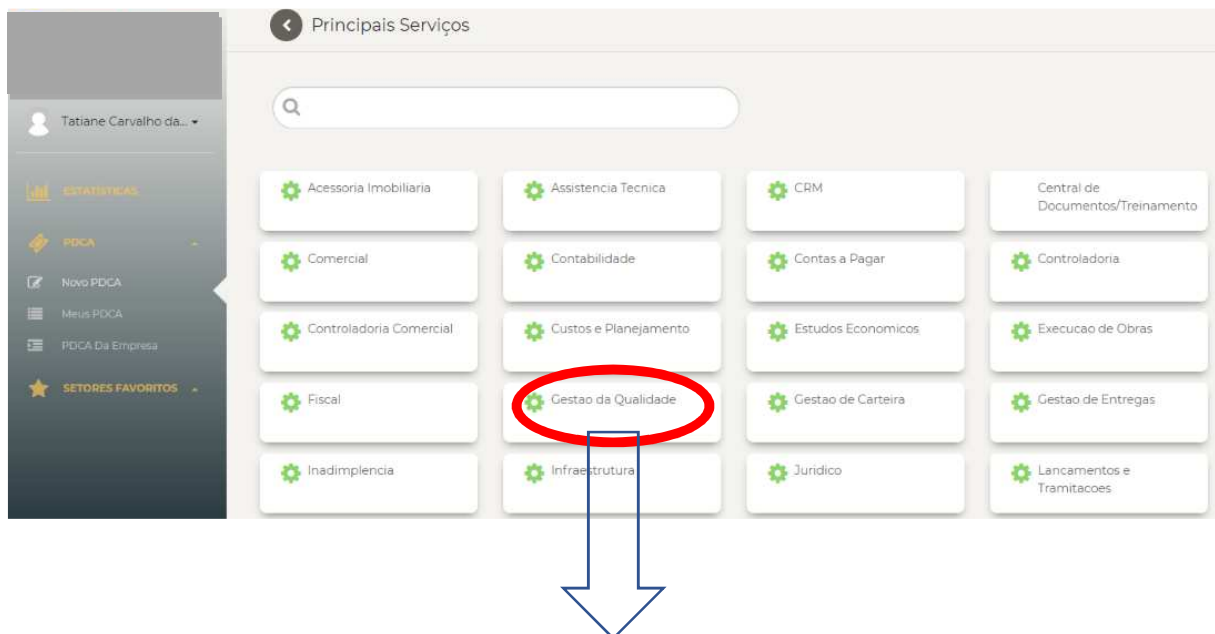 Principais Serviços
Tatiane Carvalho da...
ESTATÍSTICAS
PDCA
Novo PDCA
Meus PDCA
PDCA Da Empresa
SETORES FAVORITOS
Acessoria Imobiliaria
Assistencia Tecnica
CRM
Central de
Documentos/Treinamento
Comercial
Contabilidade
Contas a Pagar
Controladoria
Controladoria Comercial
Custos e Planejamento
Estudos Economicos
Execucao de Obras
Fiscal
Gestao da Qualidade
Gestao de Carteira
Gestao de Entregas
Inadimplencia
Infraestrutura
Juridico
Lancamentos e
Tramitacoes